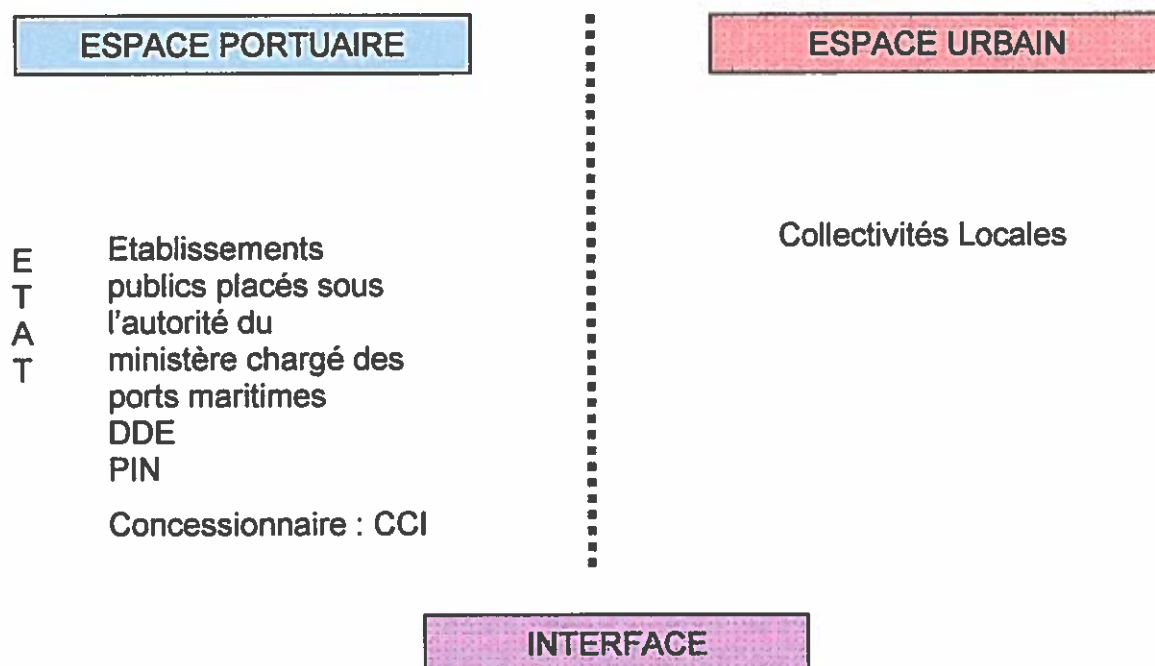 ESPACE PORTUAIRE
ESPACE URBAIN
E
T
A
T
Etablissements
publics placés sous
l'autorité du
ministère chargé des
ports maritimes
DDE
PIN
Concessionnaire : CCI
Collectivités Locales
INTERFACE